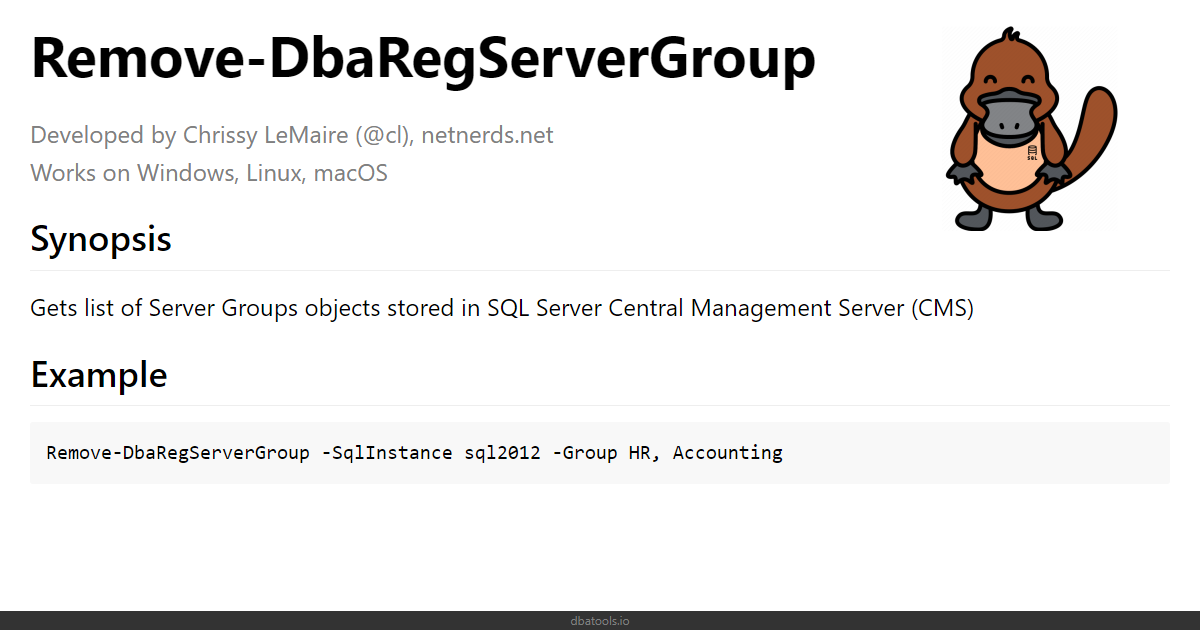 Remove-DbaRegServerGroup
Developed by Chrissy LeMaire (@cl), netnerds.net
Works on Windows, Linux, macOS
SQL
Synopsis
Gets list of Server Groups objects stored in SQL Server Central Management Server (CMS)
Example
Remove-DbaRegServerGroup -SqlInstance sql2012 -Group HR, Accounting
dbatools.io